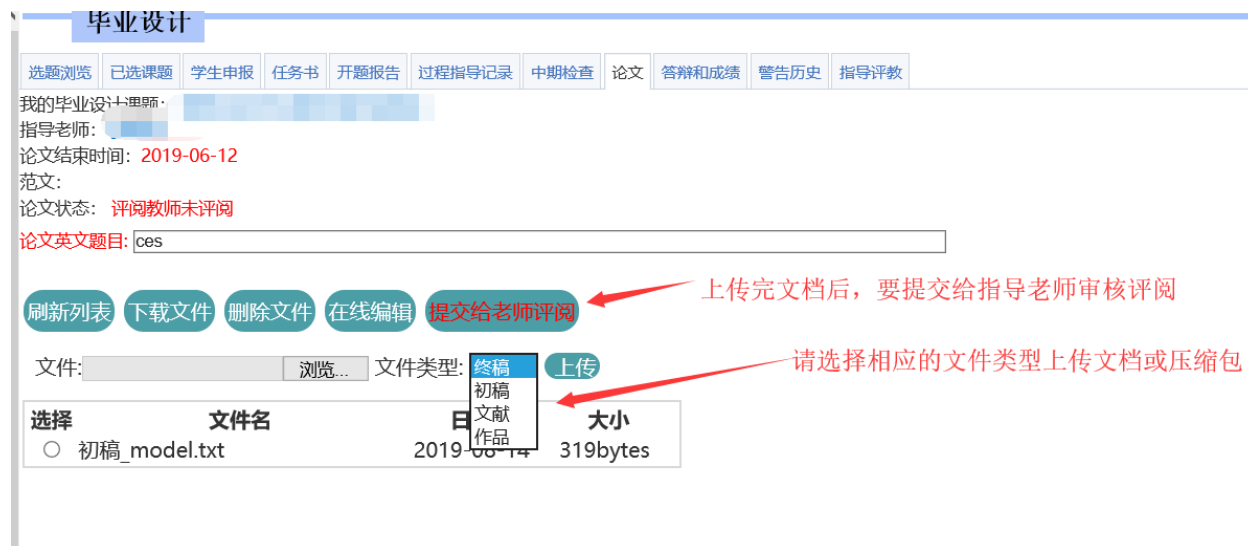 毕业设计
选题浏览 已选课题 学生申报 任务书 开题报告 过程指导记录 中期检查 论文 答辩和成绩 警告历史 指导评教
我的毕业设计课题:
指导老师:
论文结束时间: 2019-06-12
范文:
论文状态: 评阅教师未评阅
论文英文题目: ces
上传完文档后，要提交给指导老师审核评阅
刷新列表 下载文件 删除文件 在线编辑 提交给老师评阅
请选择相应的文件类型上传文档或压缩包
文件: 浏览... 文件类型: 终稿 上传
初稿
文献
作品
选择 文件名 大小
初稿_model.txt 319bytes